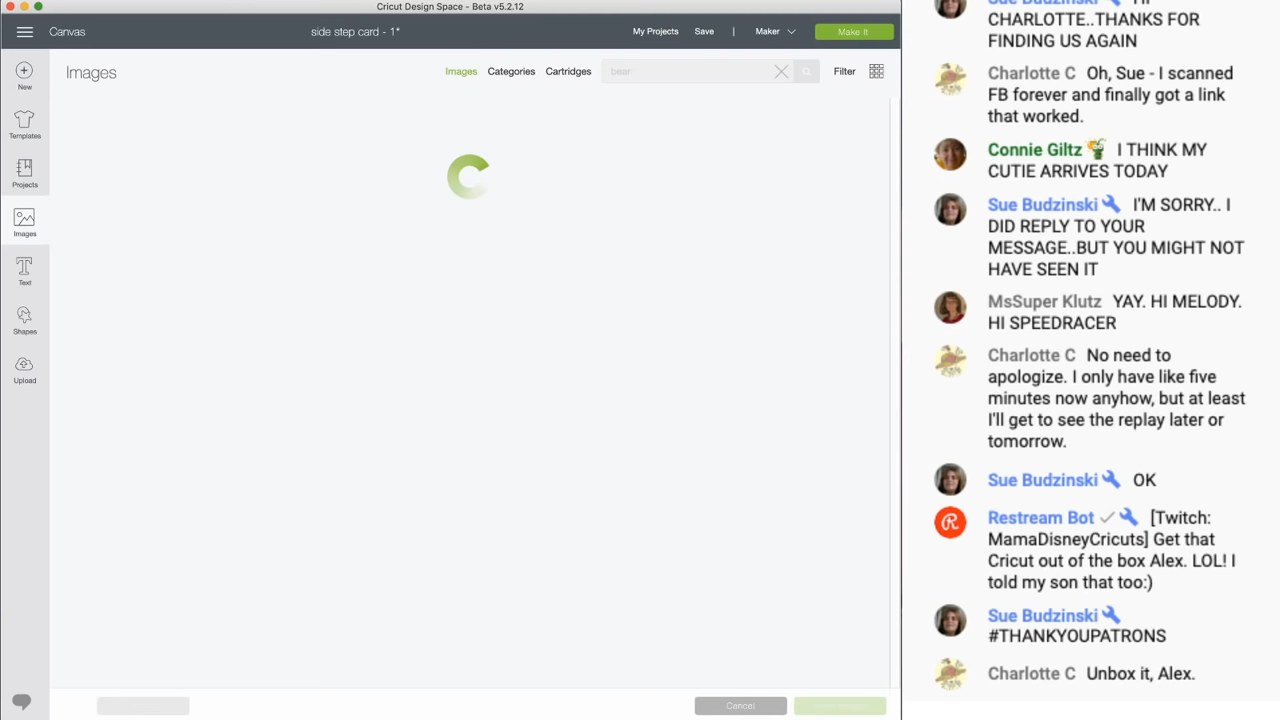 Cricut Design Space - Beta v5.2.12
Canvas
side step card - 1*
My Projects
Save
|
Maker
Make It
New
Templates
Projects
Images
Text
Shapes
Upload
Images
Images
Categories
Cartridges
bear
Filter
Cancel
CHARLOTTE..THANKS FOR
FINDING US AGAIN
Charlotte C Oh, Sue - I scanned
FB forever and finally got a link
that worked.
Connie Giltz I THINK MY
CUTIE ARRIVES TODAY
Sue Budzinski I'M SORRY.. I
DID REPLY TO YOUR
MESSAGE..BUT YOU MIGHT NOT
HAVE SEEN IT
MsSuper Klutz YAY. HI MELODY.
HI SPEEDRACER
Charlotte C No need to
apologize. I only have like five
minutes now anyhow, but at least
I'll get to see the replay later or
tomorrow.
Sue Budzinski OK
Restream Bot [Twitch:
MamaDisneyCricuts] Get that
Cricut out of the box Alex. LOL! I
told my son that too:)
Sue Budzinski
#THANKYOUPATRONS
Charlotte C Unbox it, Alex.